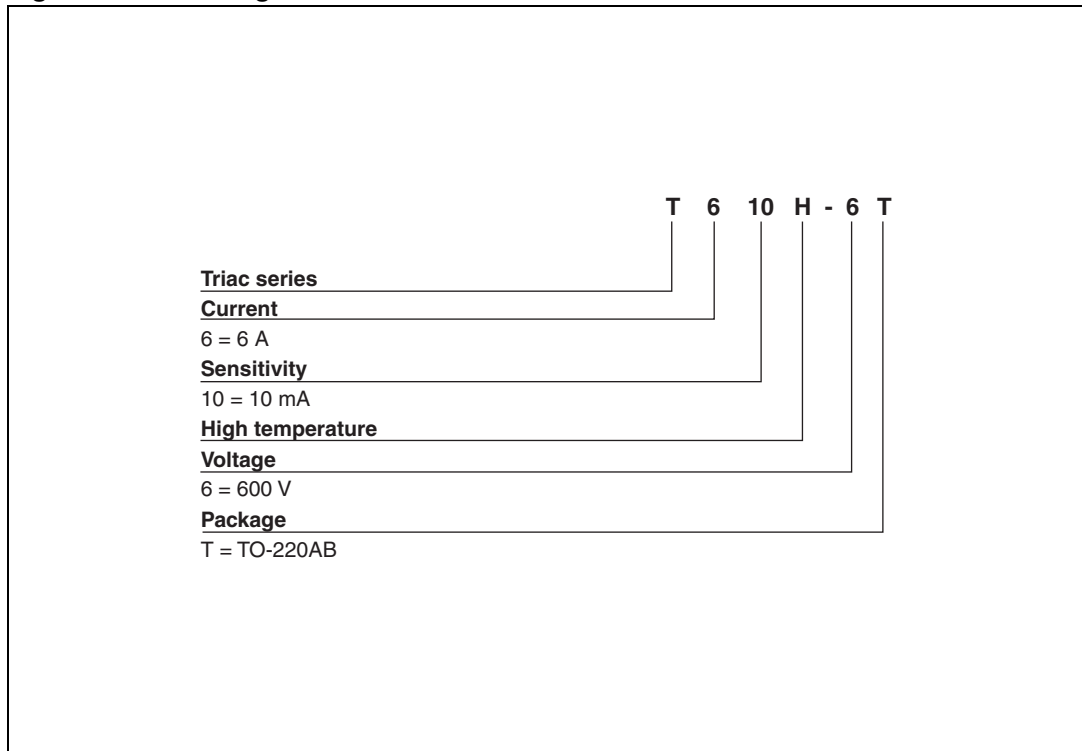 T 6 10 H - 6 T
Triac series
Current
6 = 6 A
Sensitivity
10 = 10 mA
High temperature
Voltage
6 = 600 V
Package
T = TO-220AB